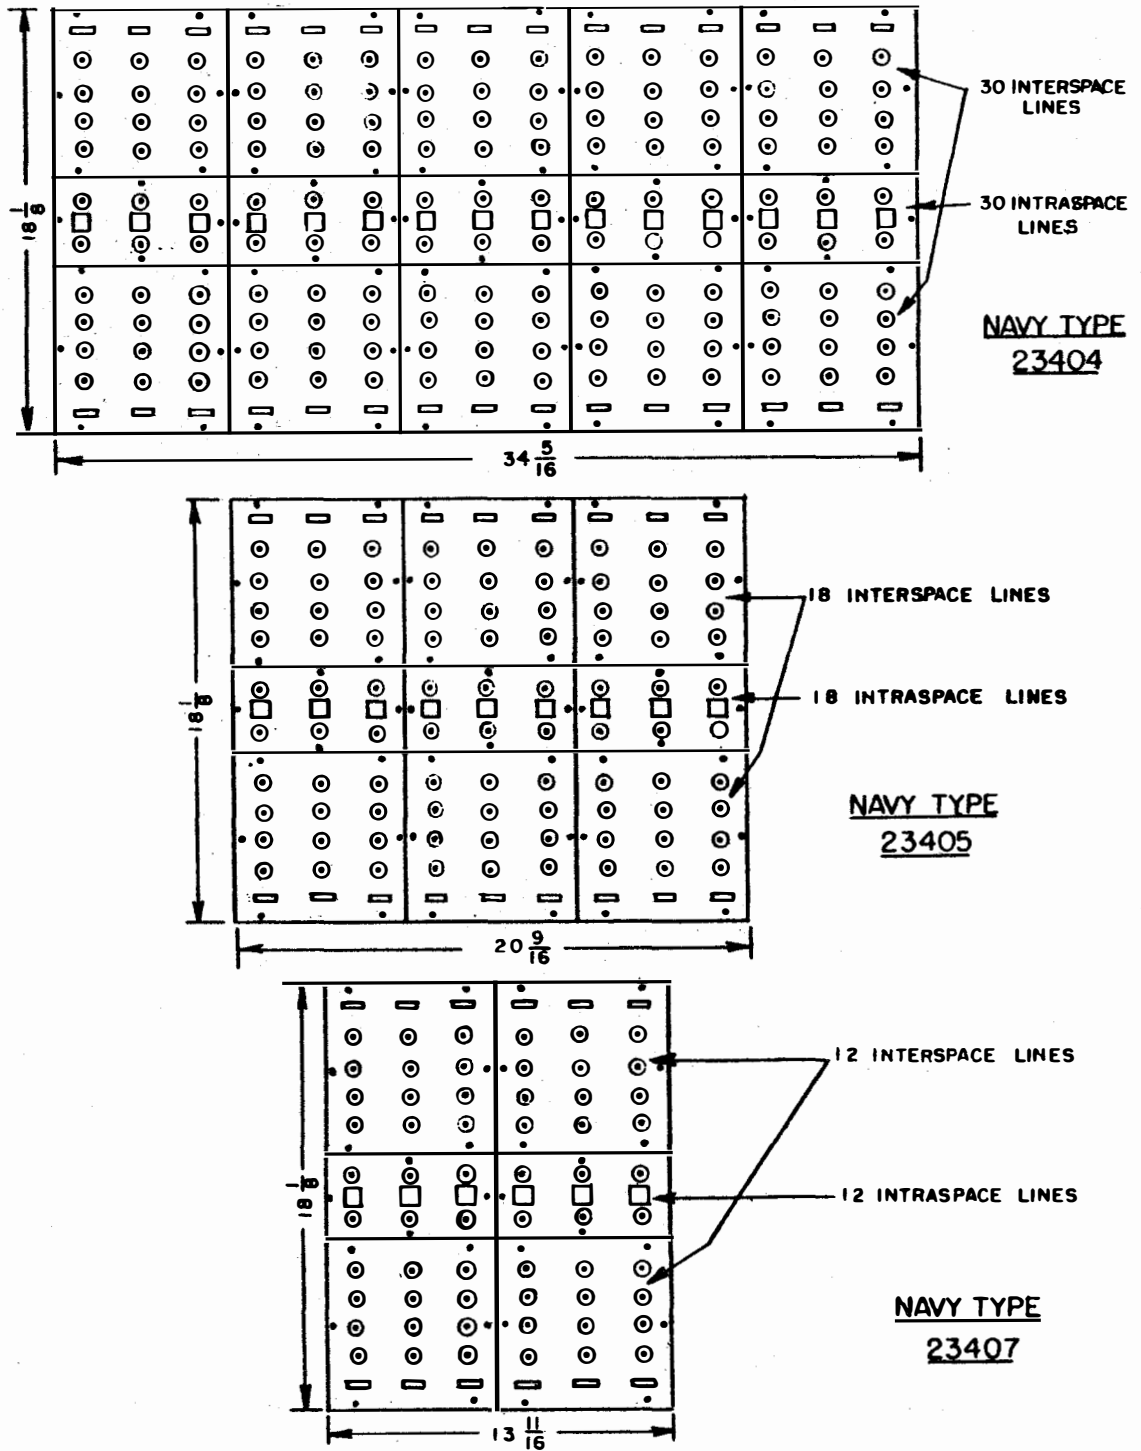 30 INTERSPACE
LINES
30 INTRASPACE
LINES
18 1/8
NAVY TYPE
23404
34 5/16
18 INTERSPACE LINES
18 INTRASPACE LINES
18 1/8
NAVY TYPE
23405
20 9/16
12 INTERSPACE LINES
12 INTRASPACE LINES
18 1/8
NAVY TYPE
23407
13 11/16